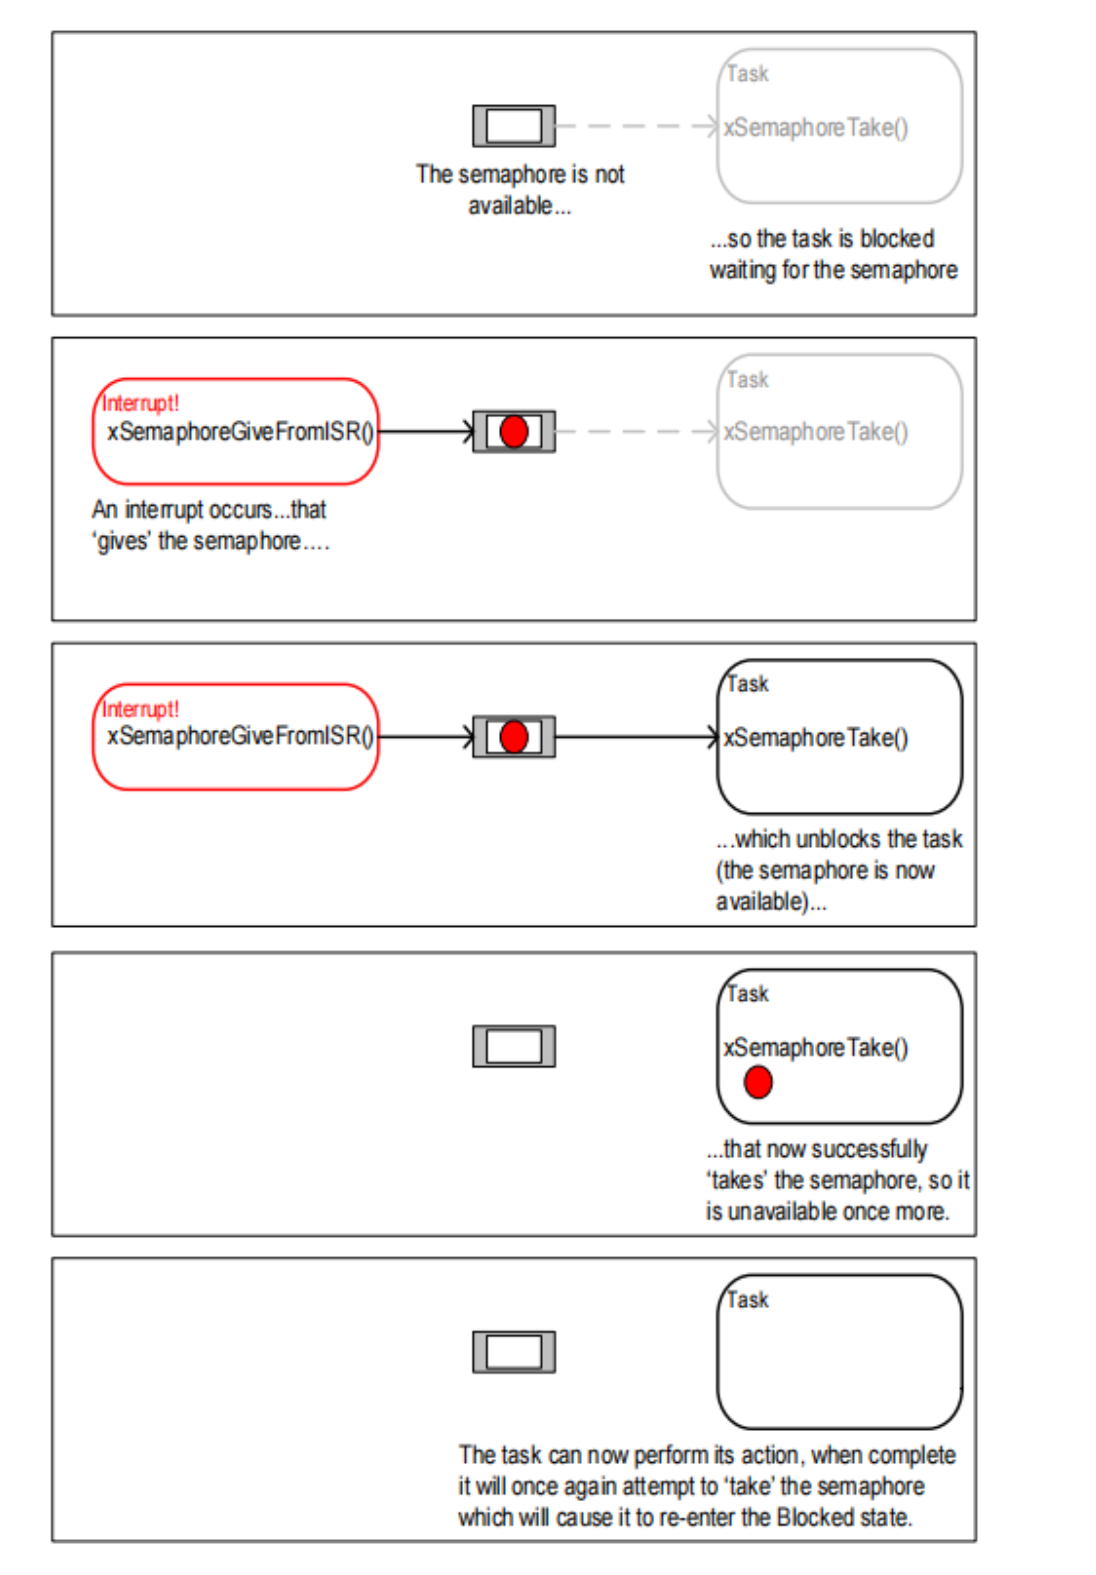 Task
xSemaphoreTake()
The semaphore is not
available...
...so the task is blocked
waiting for the semaphore
Interrupt!
xSemaphoreGiveFromISR()
Task
xSemaphoreTake()
An interrupt occurs...that
‘gives’ the semaphore....
Interrupt!
xSemaphoreGiveFromISR()
Task
xSemaphoreTake()
...which unblocks the task
(the semaphore is now
available)...
Task
xSemaphoreTake()
...that now successfully
‘takes’ the semaphore, so it
is unavailable once more.
Task
The task can now perform its action, when complete
it will once again attempt to ‘take’ the semaphore
which will cause it to re-enter the Blocked state.